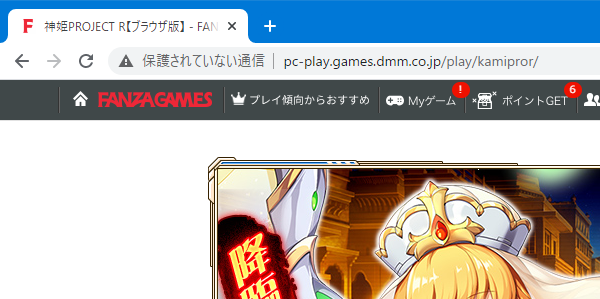 神姫PROJECT R【ブラウザ版】 - FAN
保護されていない通信 | pc-play.games.dmm.co.jp/play/kamipror/
FANZAGAMES プレイ傾向からおすすめ Myゲーム ! ポイントGET 6
降臨